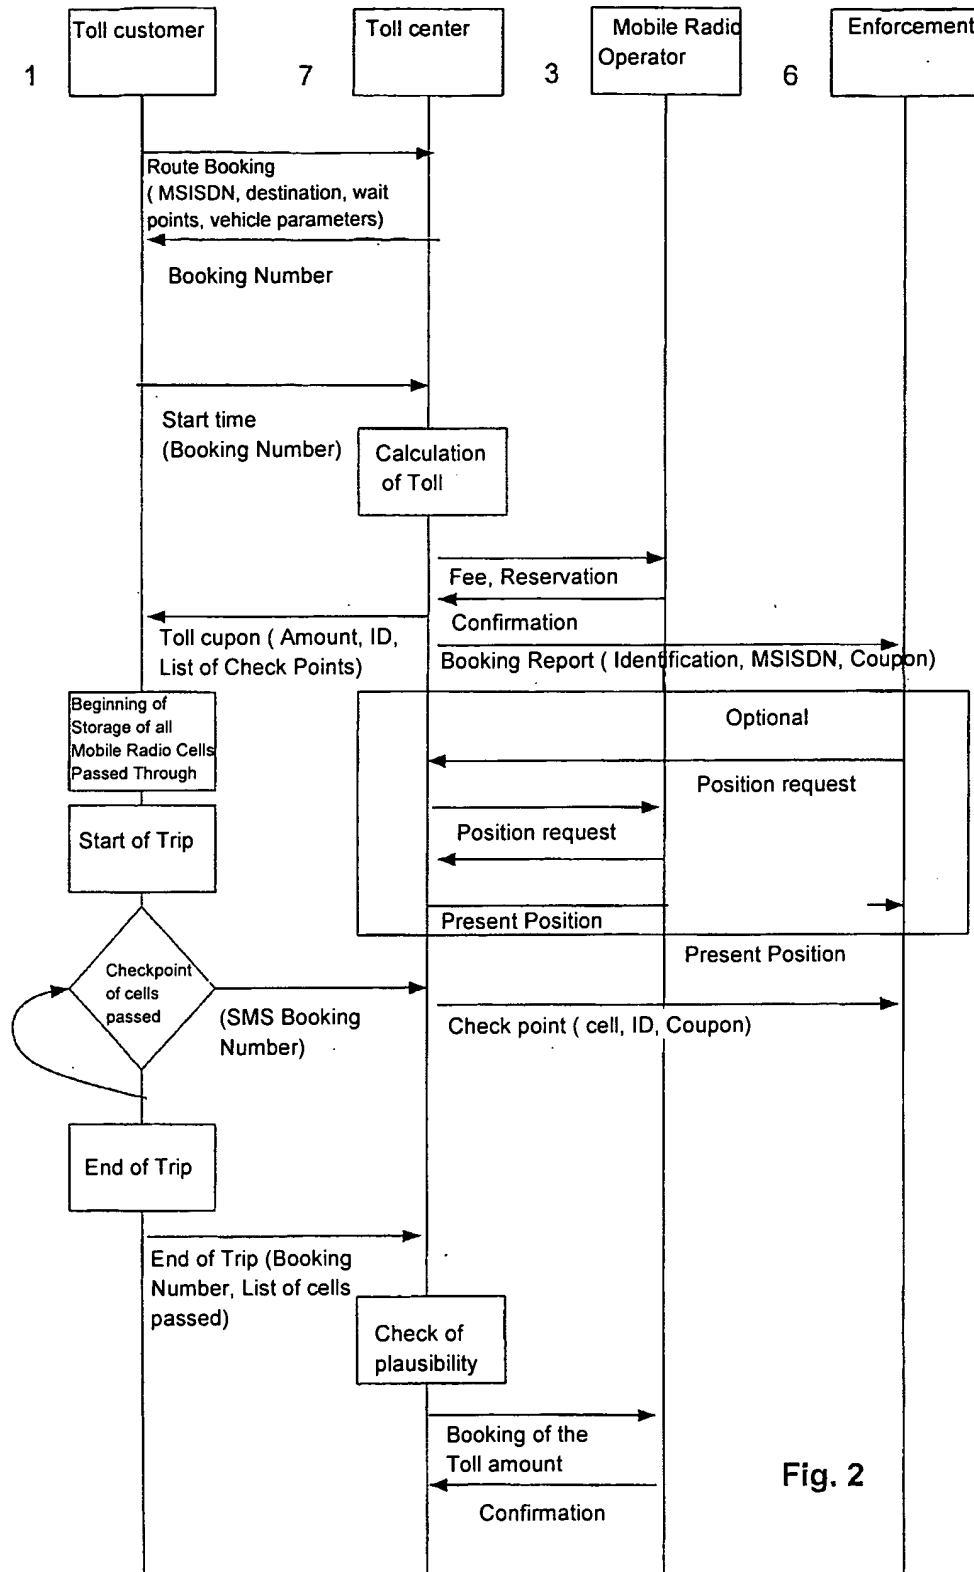 Toll customer
Toll center
Mobile Radio
Operator
Enforcement
1
7
3
6
Route Booking
( MSISDN, destination, wait
points, vehicle parameters)
Booking Number
Start time
(Booking Number)
Calculation
of Toll
Fee, Reservation
Confirmation
Toll cupon ( Amount, ID,
List of Check Points)
Booking Report ( Identification, MSISDN, Coupon)
Beginning of
Storage of all
Mobile Radio Cells
Passed Through
Optional
Position request
Start of Trip
Position request
Present Position
Present Position
Checkpoint
of cells
passed
(SMS Booking
Number)
Check point ( cell, ID, Coupon)
End of Trip
End of Trip (Booking
Number, List of cells
passed)
Check of
plausibility
Booking of the
Toll amount
Confirmation
Fig. 2